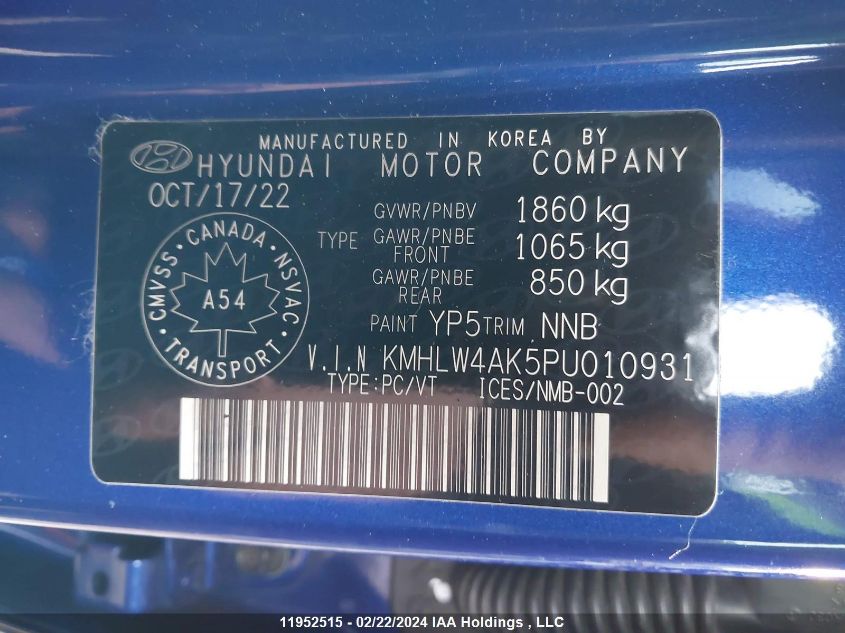 MANUFACTURED IN KOREA BY
HYUNDAI MOTOR COMPANY
OCT/17/22
GVWR/PNBV 1860 kg
TYPE GAWR/PNBE FRONT 1065 kg
GAWR/PNBE REAR 850 kg
CMVSS · CANADA · NSVAC · TRANSPORT ·
A54
PAINT YP5 TRIM NNB
V.I.N KMHLW4AK5PU010931
TYPE:PC/VT ICES/NMB-002
11952515 - 02/22/2024 IAA Holdings , LLC